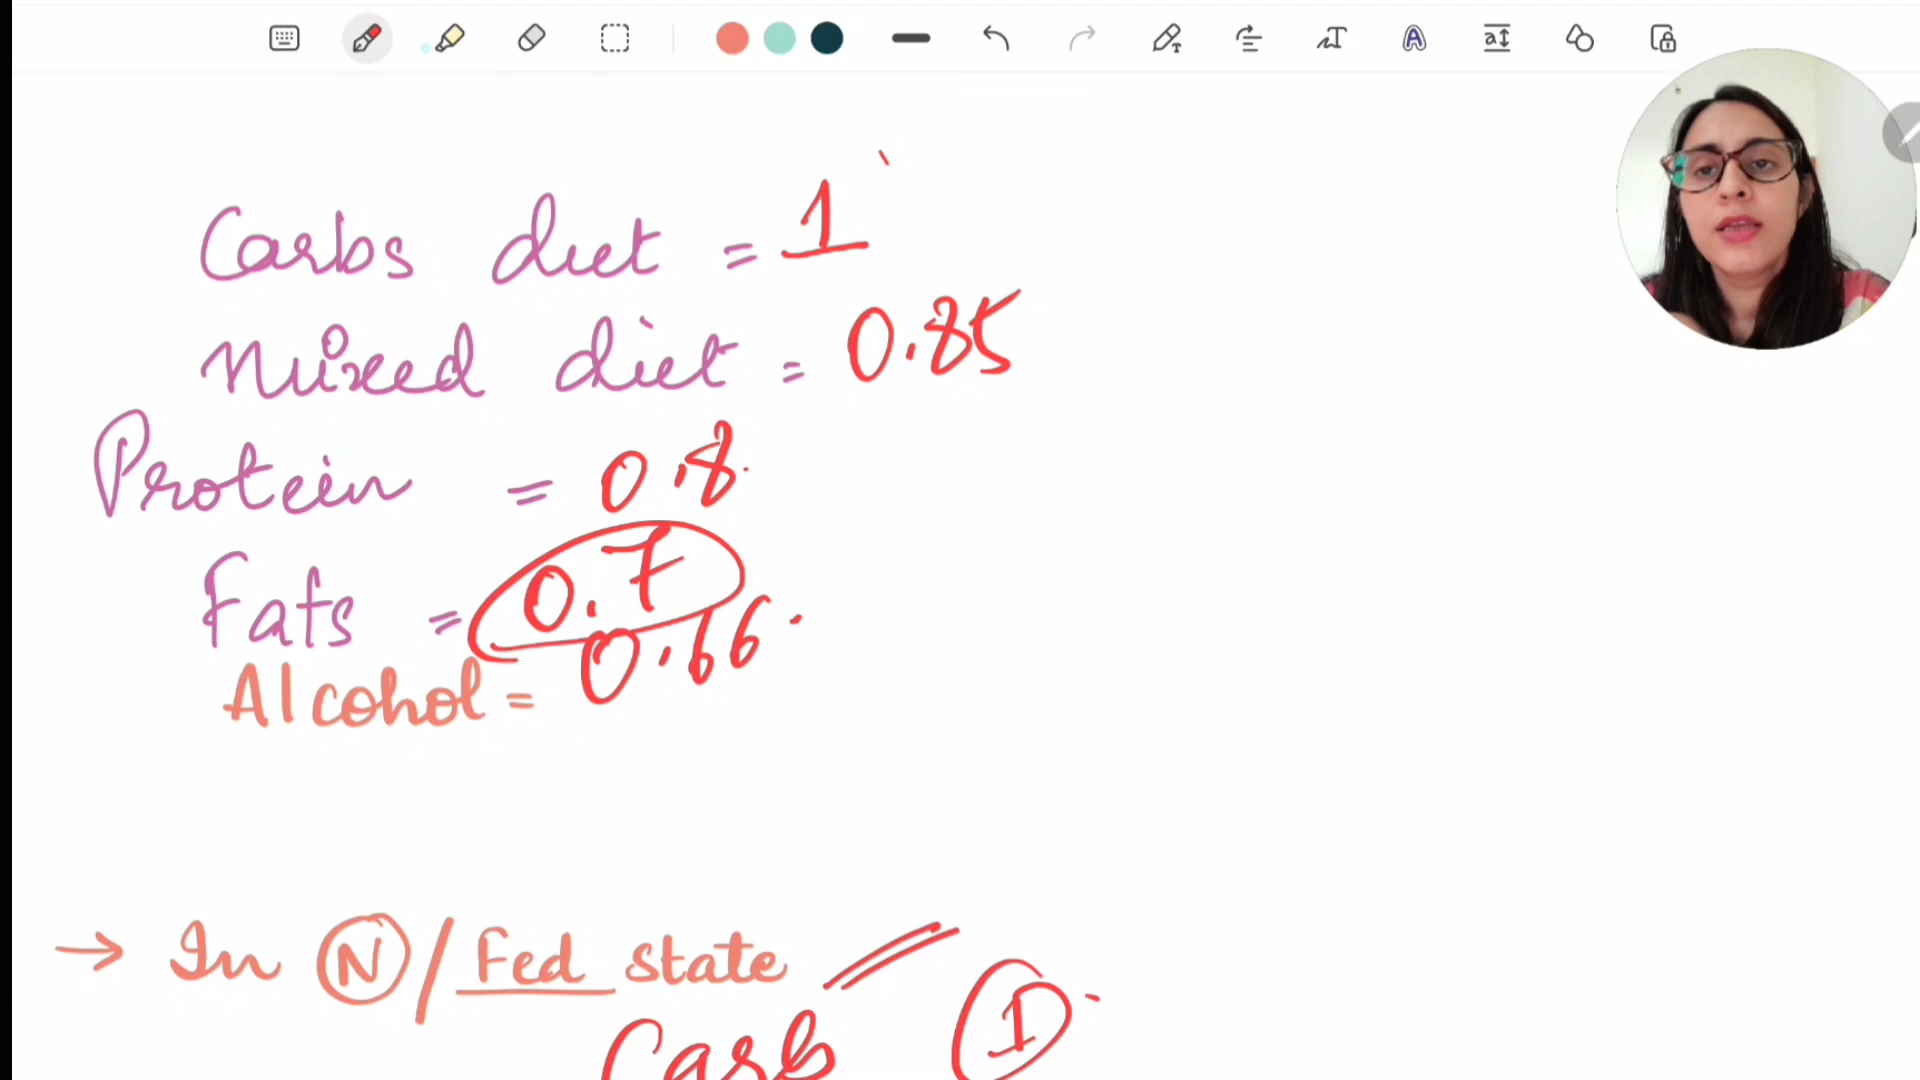 Carbs diet = 1
Mixed diet = 0.85
Protein = 0.8
Fats = 0.7
Alcohol = 0.66
→ In N / Fed state
Carb 1